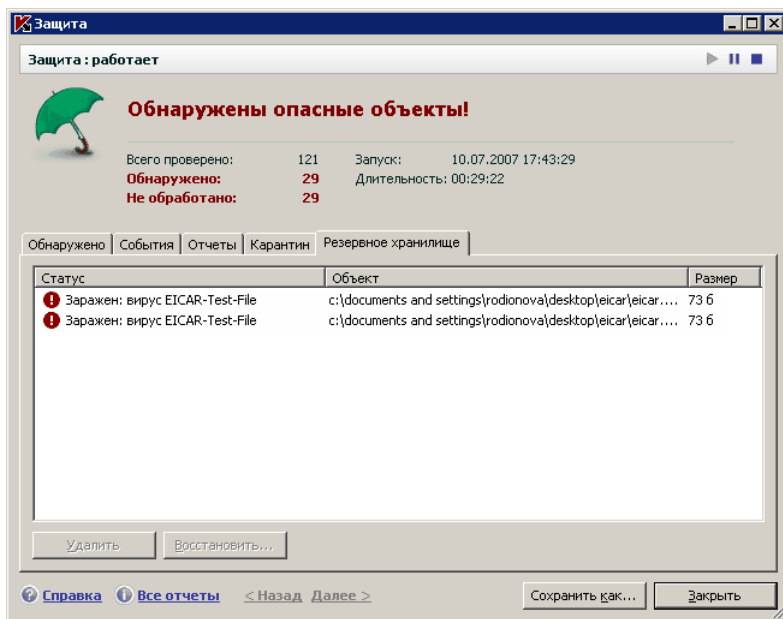 Защита
Защита : работает
Обнаружены опасные объекты!
Всего проверено: 121 Запуск: 10.07.2007 17:43:29
Обнаружено: 29 Длительность: 00:29:22
Не обработано: 29
Обнаружено События Отчеты Карантин Резервное хранилище
Статус Объект Размер
Заражен: вирус EICAR-Test-File c:\documents and settings\rodionova\desktop\eicar\eicar.... 73 б
Заражен: вирус EICAR-Test-File c:\documents and settings\rodionova\desktop\eicar\eicar.... 73 б
Удалить Восстановить...
Справка Все отчеты < Назад Далее > Сохранить как... Закрыть